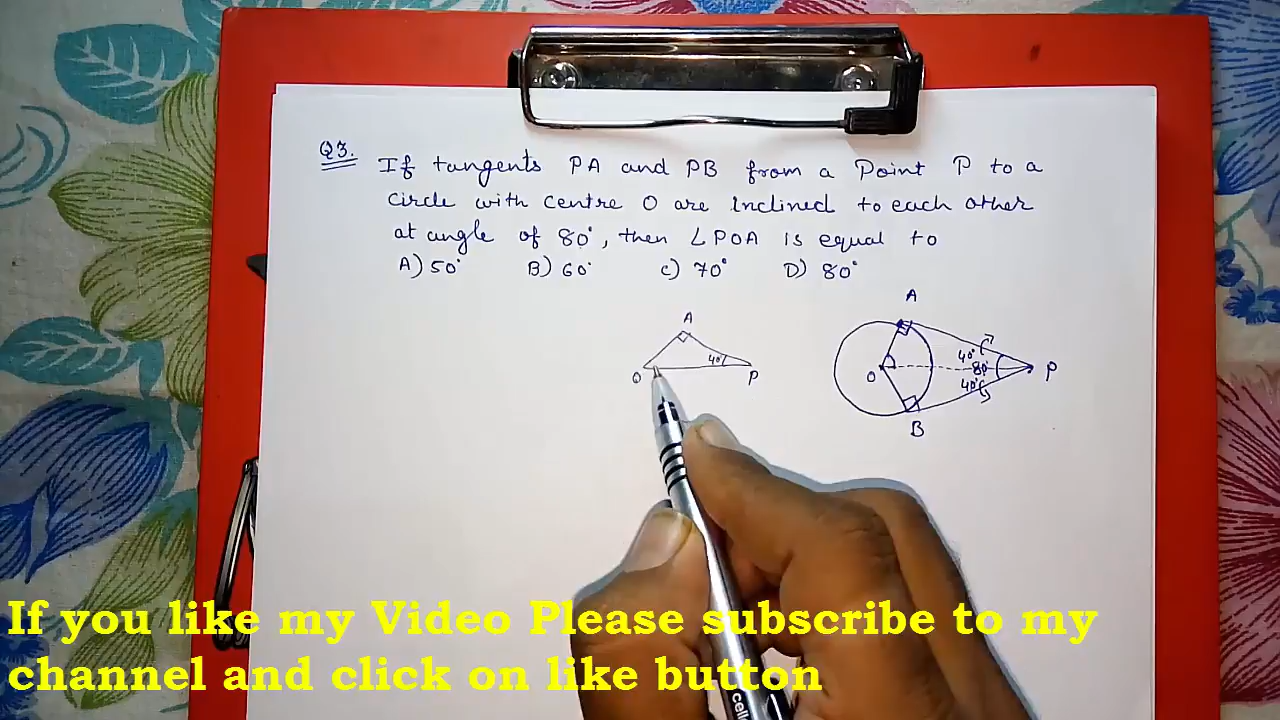 Q3. If tangents PA and PB from a Point P to a
circle with centre O are Inclined to each other
at angle of 80°, then ∠POA is equal to
A) 50° B) 60° C) 70° D) 80°
A
40°
O P
A
40°
80°
40°
O P
B
If you like my Video Please subscribe to my
channel and click on like button
cello